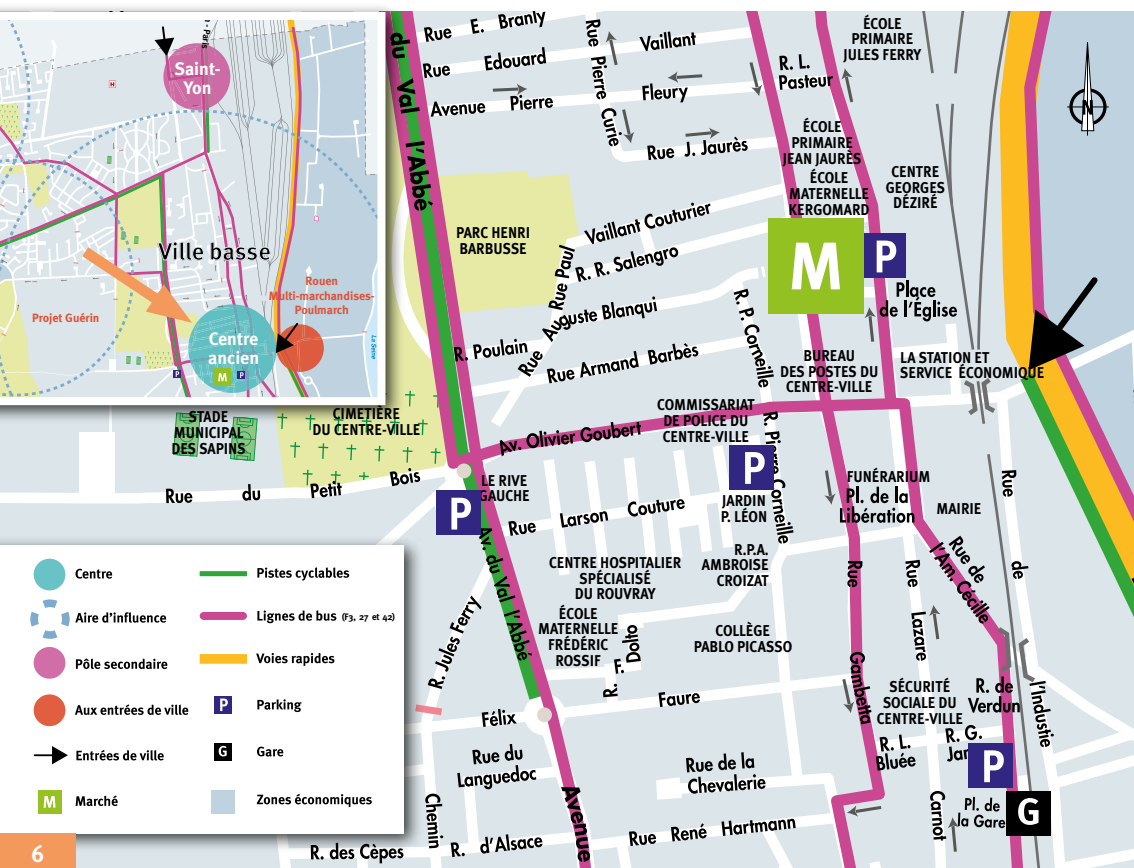 - Paris
Saint-
Yon
H
Ville basse
Rouen
Multi-marchandises-
Poulmarch
Projet Guérin
Centre
ancien
P
M
P
La Seine
du Val l'Abbé
Rue E. Branly
Rue Edouard Vaillant
Avenue Pierre Fleury
Rue Pierre Curie
Rue J. Jaurès
R. L.
Pasteur
ÉCOLE
PRIMAIRE
JULES FERRY
N
ÉCOLE
PRIMAIRE
JEAN JAURÈS
ÉCOLE
MATERNELLE
KERGOMARD
CENTRE
GEORGES
DÉZIRÉ
PARC HENRI
BARBUSSE
Rue Paul
Vaillant Couturier
R. R. Salengro
Rue Auguste Blanqui
R. Poulain
Rue Armand Barbès
R. P. Corneille
M
P
Place
de l'Église
BUREAU
DES POSTES DU
CENTRE-VILLE
LA STATION ET
SERVICE ÉCONOMIQUE
STADE
MUNICIPAL
DES SAPINS
CIMETIÈRE
DU CENTRE-VILLE
COMMISSARIAT
DE POLICE DU
CENTRE-VILLE
Av. Olivier Goubert
R. Pierre Corneille
P
JARDIN
P. LÉON
Rue du Petit Bois
LE RIVE
GAUCHE
P
Rue Larson Couture
FUNÉRARIUM
Pl. de la
Libération
MAIRIE
Rue de
l'Am. Cécille
Rue de l'Industie
Av. du Val l'Abbé
CENTRE HOSPITALIER
SPÉCIALISÉ
DU ROUVRAY
R.P.A.
AMBROISE
CROIZAT
ÉCOLE
MATERNELLE
FRÉDÉRIC
ROSSIF
R. F. Dolo
COLLÈGE
PABLO PICASSO
Rue Gambetta
Rue Lazare Carnot
R. Jules Ferry
Félix Faure
SÉCURITÉ
SOCIALE DU
CENTRE-VILLE
R. de
Verdun
R. L.
Bluée
R. G.
P
Pl. de
la Gare
G
Rue du
Languedoc
Rue de la
Chevalerie
Chemin
Avenue
R. des Cèpes
R. d'Alsace
Rue René Hartmann
Centre
Aire d'influence
Pôle secondaire
Aux entrées de ville
Entrées de ville
M Marché
Pistes cyclables
Lignes de bus (F3, 27 et 42)
Voies rapides
P Parking
G Gare
Zones économiques
6